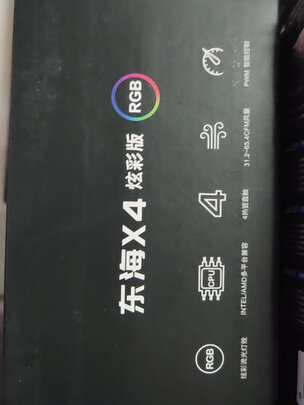 东海X4 炫彩版 RGB
RGB
炫彩流光灯效
CPU
INTEL/AMD多平台兼容
4
4热管直触
31.2~65.4CFM风量
PWM 智能控制